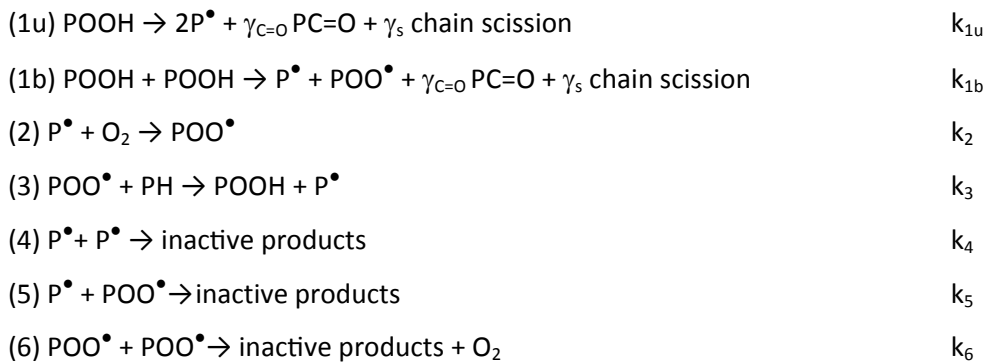 (1u) POOH → 2P• + γC=O PC=O + γs chain scission k1u
(1b) POOH + POOH → P• + POO• + γC=O PC=O + γs chain scission k1b
(2) P• + O2 → POO• k2
(3) POO• + PH → POOH + P• k3
(4) P•+ P• → inactive products k4
(5) P• + POO•→inactive products k5
(6) POO• + POO•→ inactive products + O2 k6